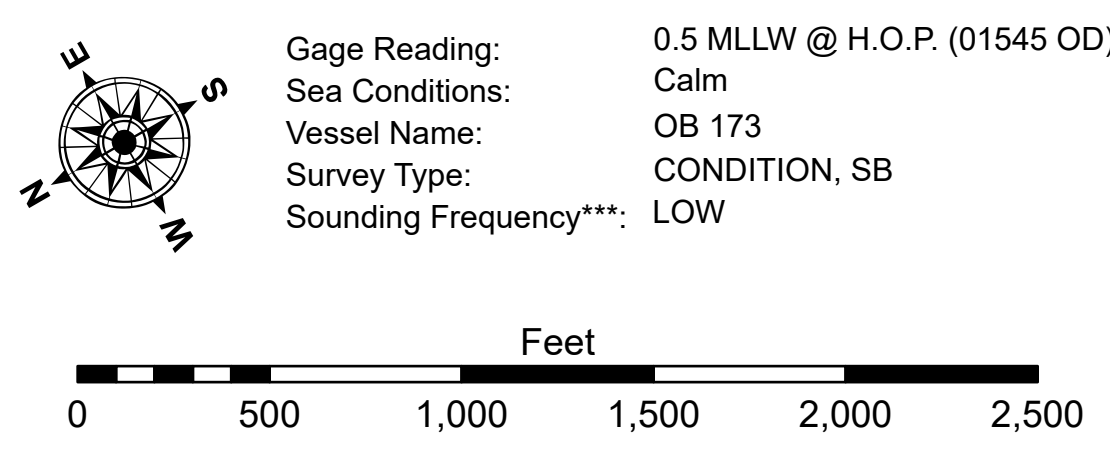 E
S
N
W
Gage Reading: 0.5 MLLW @ H.O.P. (01545 OD)
Sea Conditions: Calm
Vessel Name: OB 173
Survey Type: CONDITION, SB
Sounding Frequency***: LOW
Feet
0 500 1,000 1,500 2,000 2,500